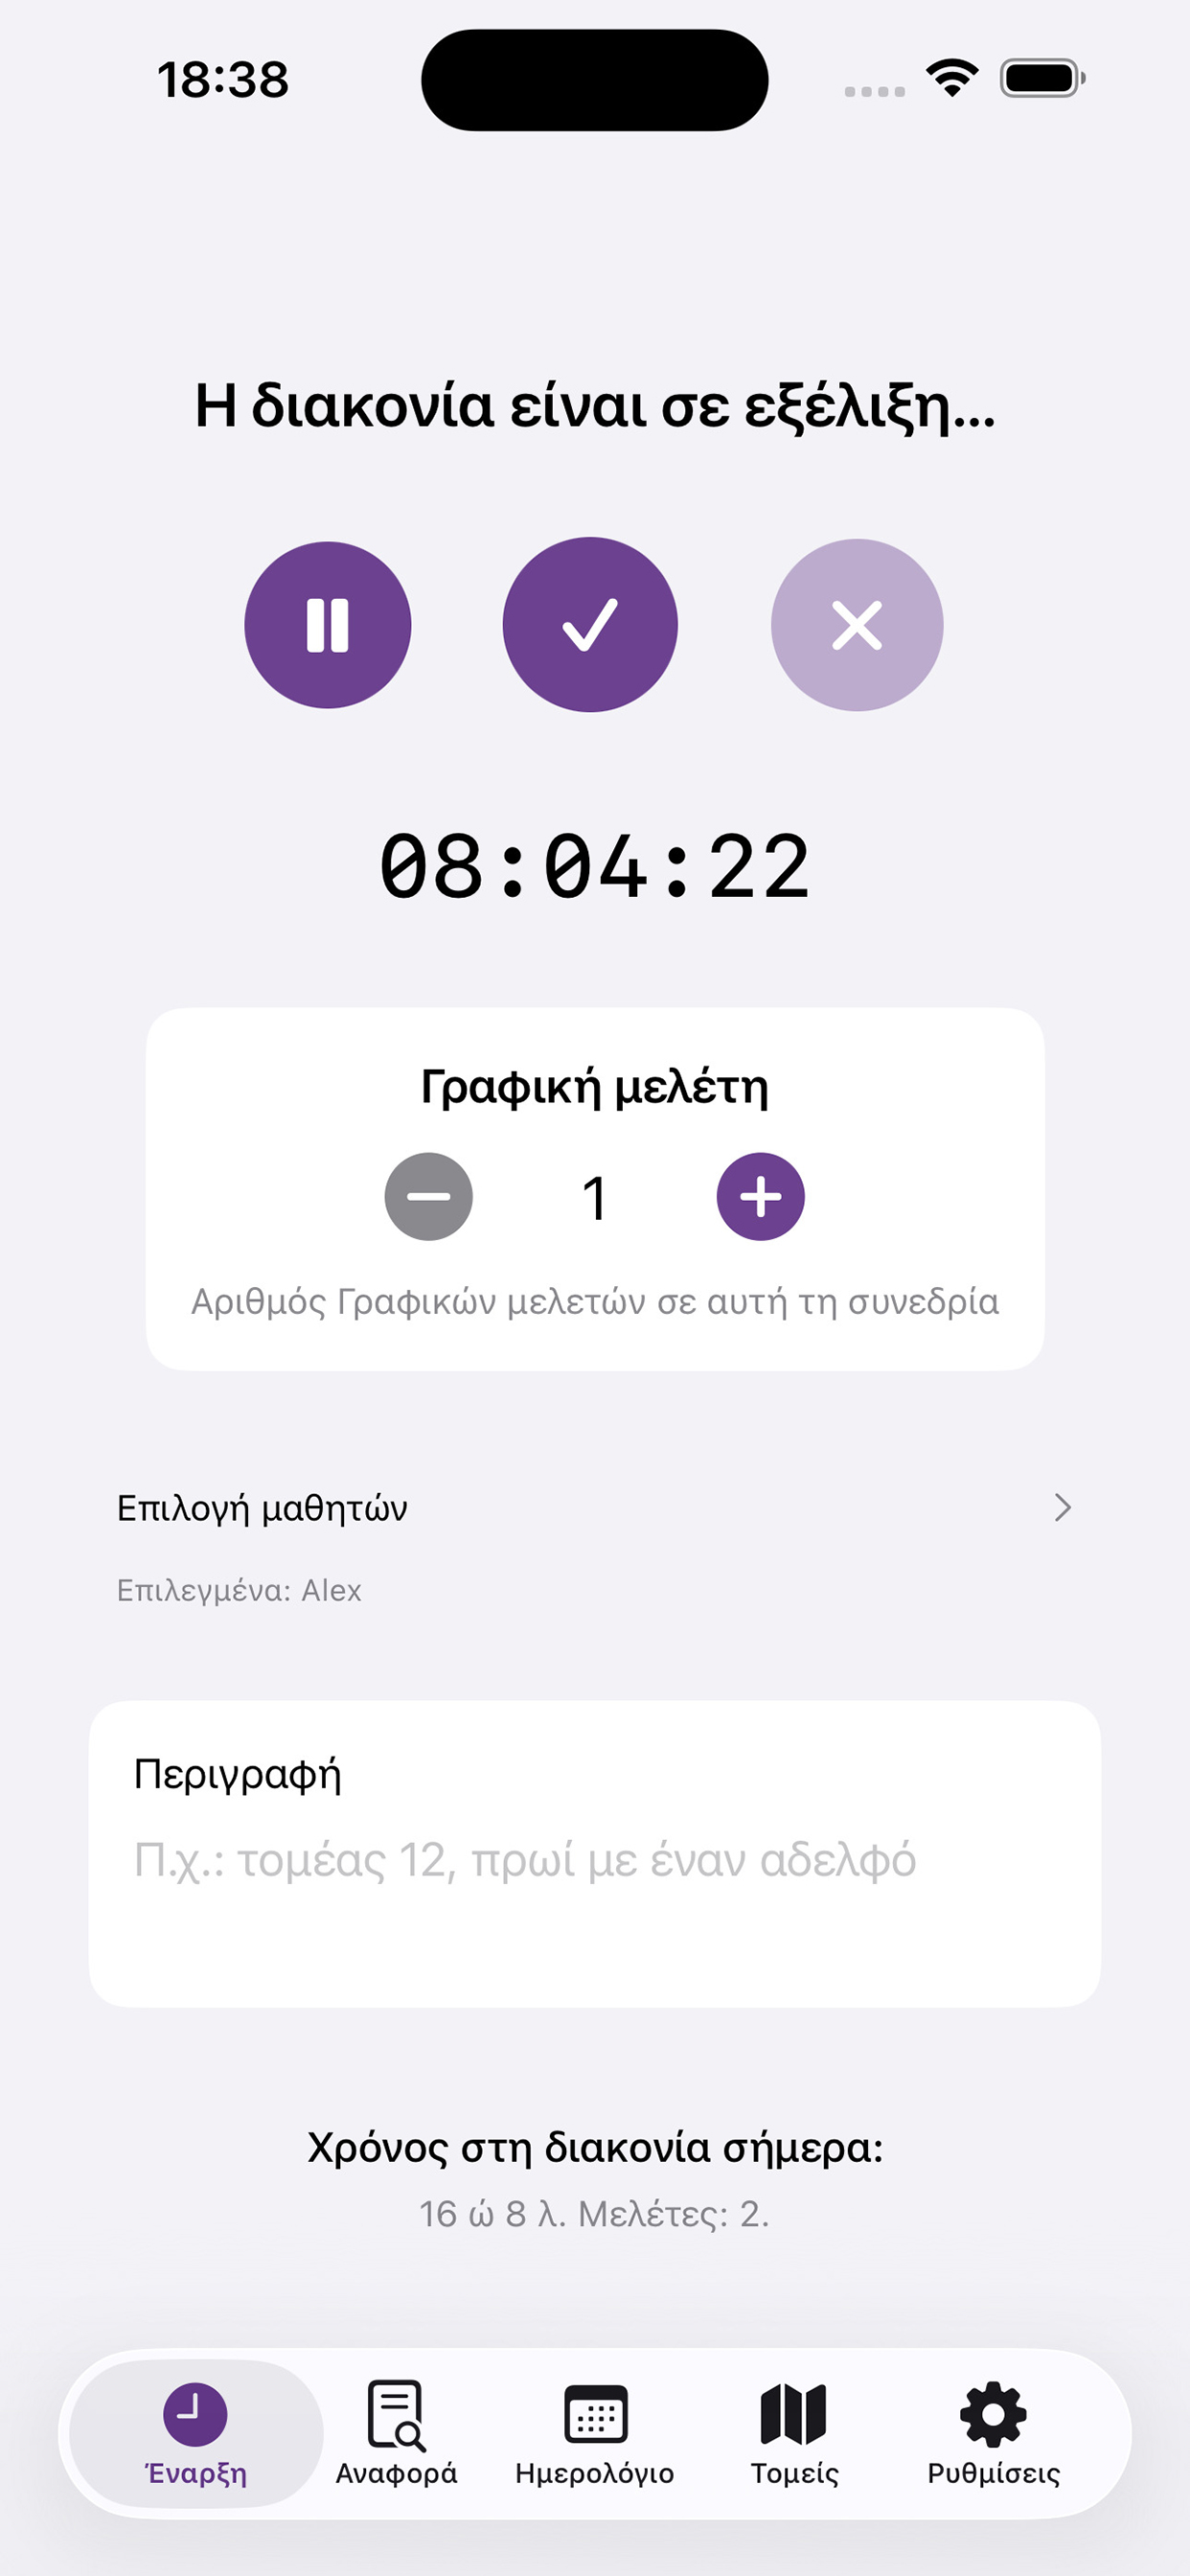 18:38
Η διακονία είναι σε εξέλιξη...
08:04:22
Γραφική μελέτη
1
Αριθμός Γραφικών μελετών σε αυτή τη συνεδρία
Επιλογή μαθητών
Επιλεγμένα: Alex
Περιγραφή
Π.χ.: τομέας 12, πρωί με έναν αδελφό
Χρόνος στη διακονία σήμερα:
16 ώ 8 λ. Μελέτες: 2.
Έναρξη
Αναφορά
Ημερολόγιο
Τομείς
Ρυθμίσεις